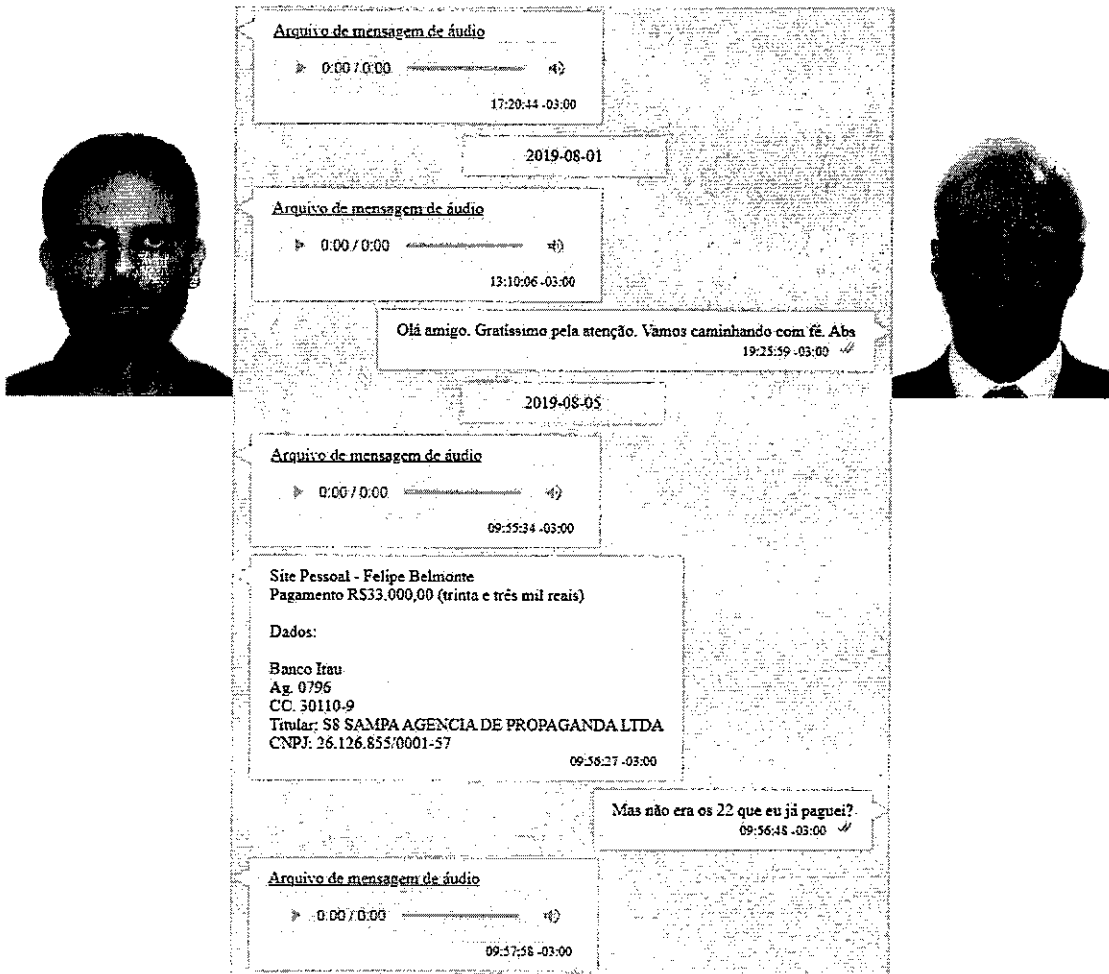 Arquivo de mensagem de áudio
0:00 / 0:00
17:20:44 -03:00
2019-08-01
Arquivo de mensagem de áudio
0:00 / 0:00
13:10:06 -03:00
Olá amigo. Gratíssimo pela atenção. Vamos caminhando com fé. Abs
19:25:59 -03:00
2019-08-05
Arquivo de mensagem de áudio
0:00 / 0:00
09:55:34 -03:00
Site Pessoal - Felipe Belmonte
Pagamento R$33.000,00 (trinta e três mil reais)
Dados:
Banco Itau
Ag. 0796
CC. 30110-9
Titular: S8 SAMPA AGENCIA DE PROPAGANDA LTDA
CNPJ: 26.126.855/0001-57
09:56:27 -03:00
Mas não era os 22 que eu já paguei?
09:56:48 -03:00
Arquivo de mensagem de áudio
0:00 / 0:00
09:57:58 -03:00